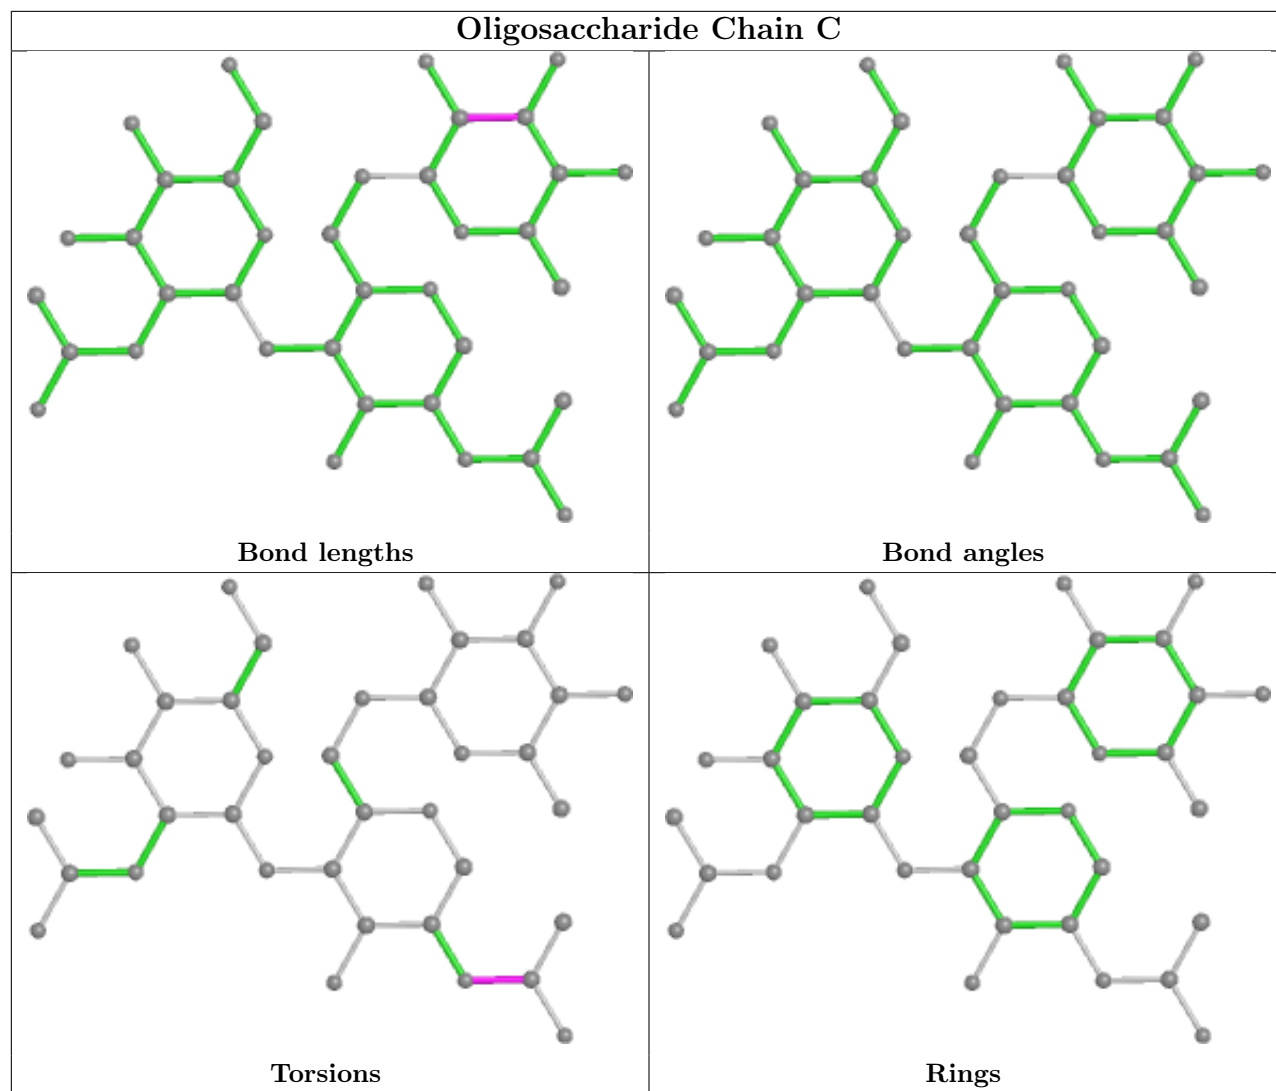 Oligosaccharide Chain C
Bond lengths
Bond angles
Torsions
Rings